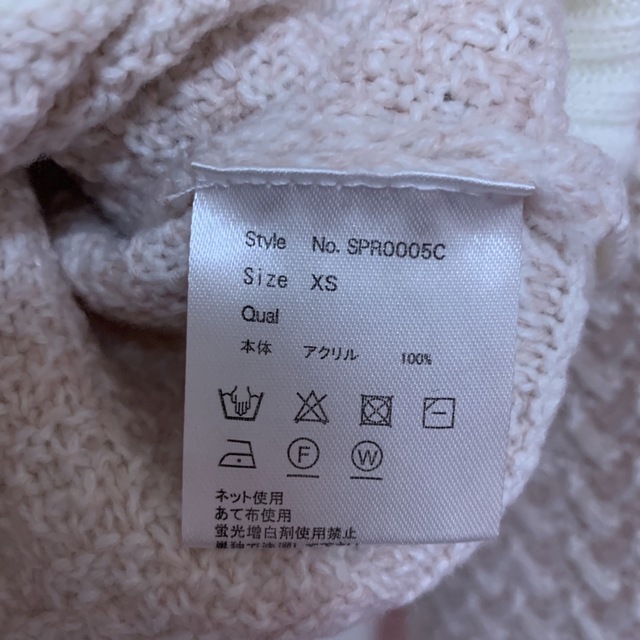 Style No. SPR0005C
Size XS
Qual
本体 アクリル 100%
F W
ネット使用
あて布使用
蛍光増白剤使用禁止